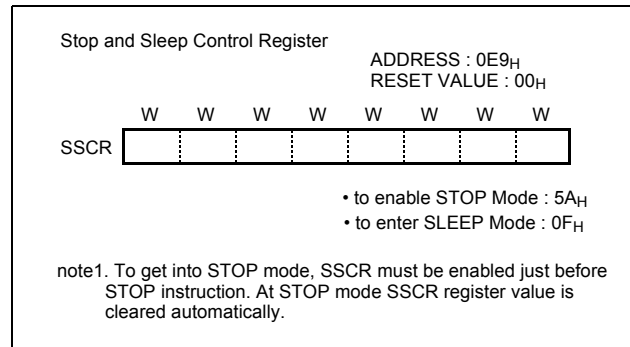 Stop and Sleep Control Register
ADDRESS : 0E9H
RESET VALUE : 00H
W W W W W W W W
SSCR
• to enable STOP Mode : 5AH
• to enter SLEEP Mode : 0FH
note1. To get into STOP mode, SSCR must be enabled just before
STOP instruction. At STOP mode SSCR register value is
cleared automatically.